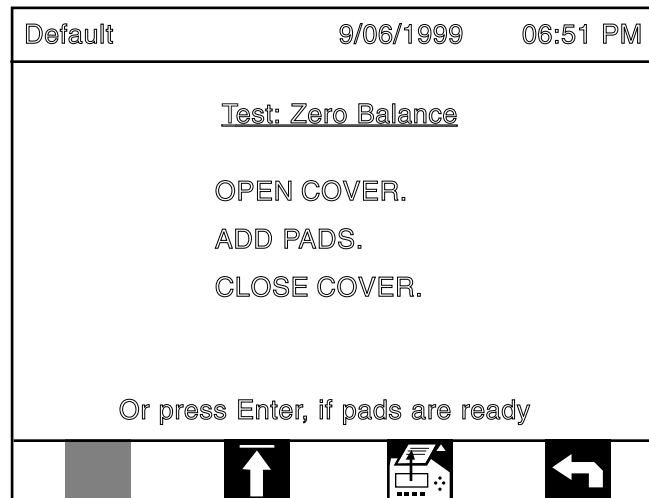 Default 9/06/1999 06:51 PM
Test: Zero Balance
OPEN COVER.
ADD PADS.
CLOSE COVER.
Or press Enter, if pads are ready